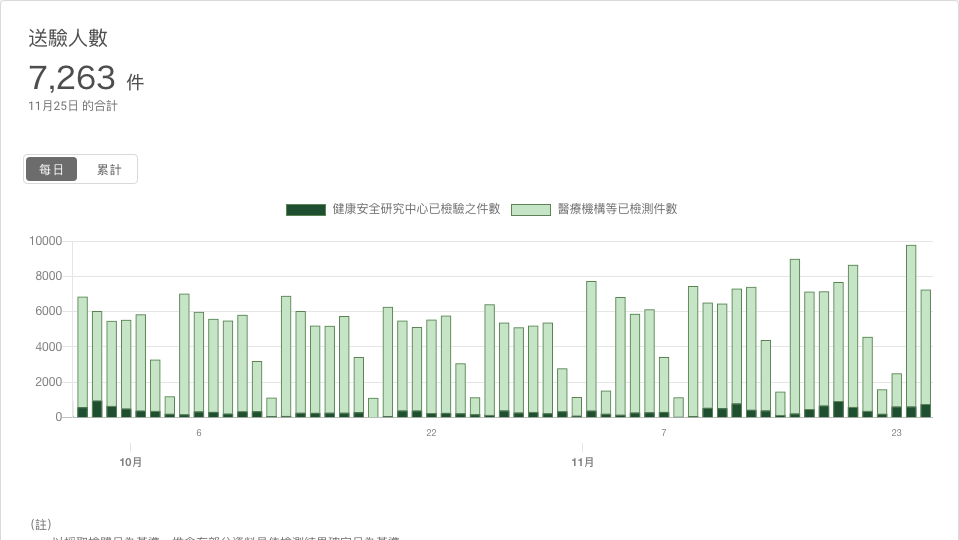 送驗人數
7,263 件
11月25日 的合計
每日 累計
健康安全研究中心已檢驗之件數 醫療機構等已檢測件數
10000
8000
6000
4000
2000
0
6 22 7 23
10月 11月
（註）